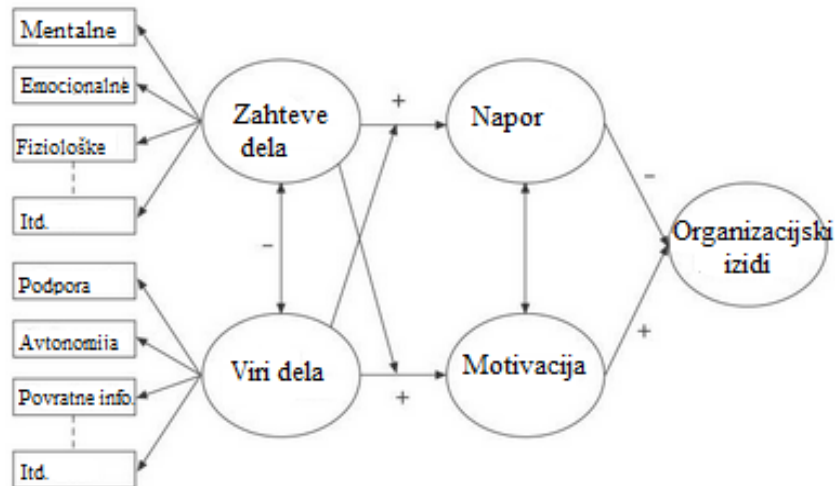 Mentalne
Emocionalne
Fiziološke
Itd.
Podpora
Avtonomija
Povratne info.
Itd.
Zahteve
dela
Viri dela
+
-
+
Napor
Motivacija
-
+
Organizacijski
izidi